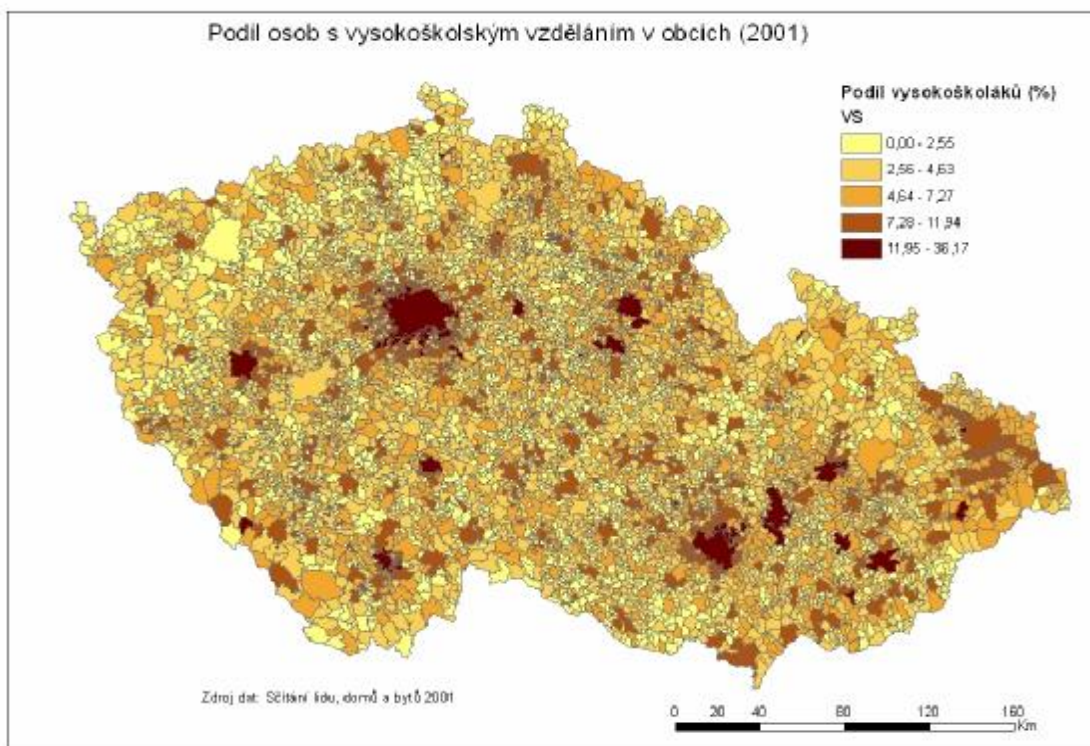 Podíl osob s vysokoškolským vzděláním v obcích (2001)
Podíl vysokoškoláků (%)
VS
0,00 - 2,55
2,56 - 4,63
4,64 - 7,27
7,28 - 11,94
11,95 - 36,17
Zdroj dat: Sčítání lidu, domů a bytů 2001
0 20 40 80 120 160
Km